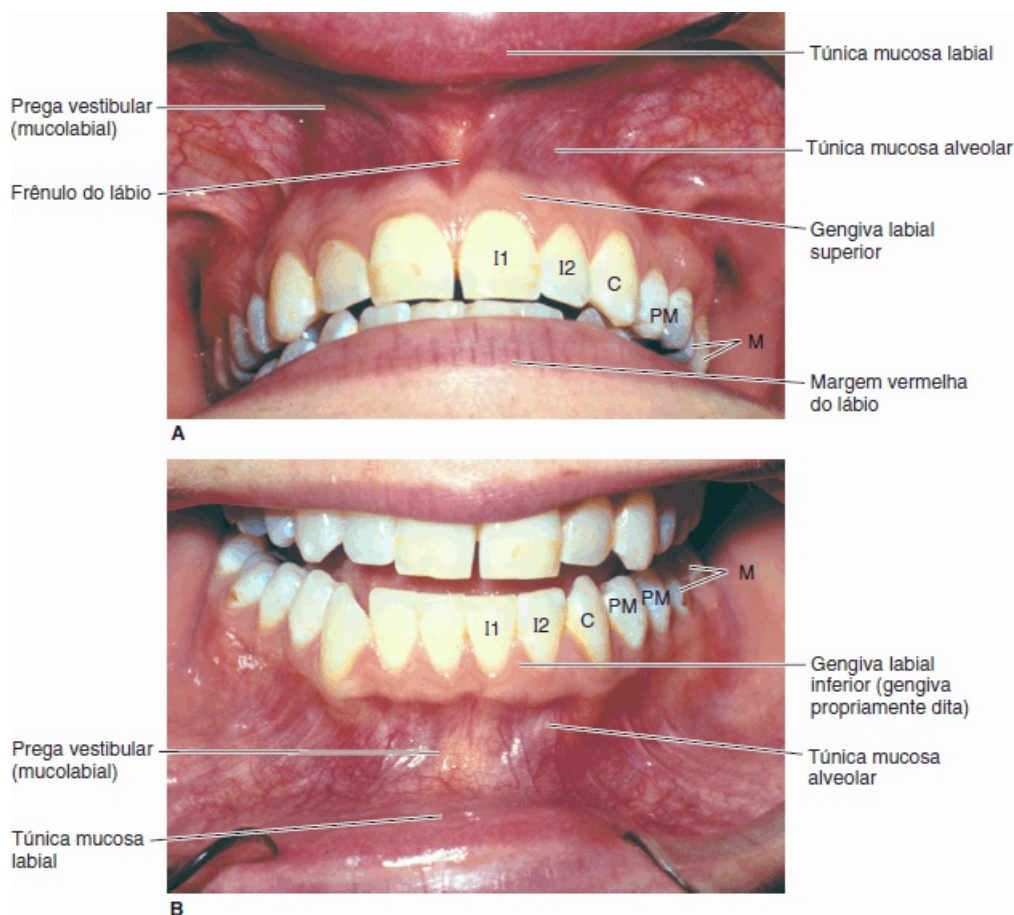 Túnica mucosa labial
Prega vestibular
(mucolabial)
Túnica mucosa alveolar
Frênulo do lábio
Gengiva labial
superior
I1
I2
C
PM
M
Margem vermelha
do lábio
A
M
PM
PM
C
I2
I1
Gengiva labial
inferior (gengiva
propriamente dita)
Prega vestibular
(mucolabial)
Túnica mucosa
alveolar
Túnica mucosa
labial
B